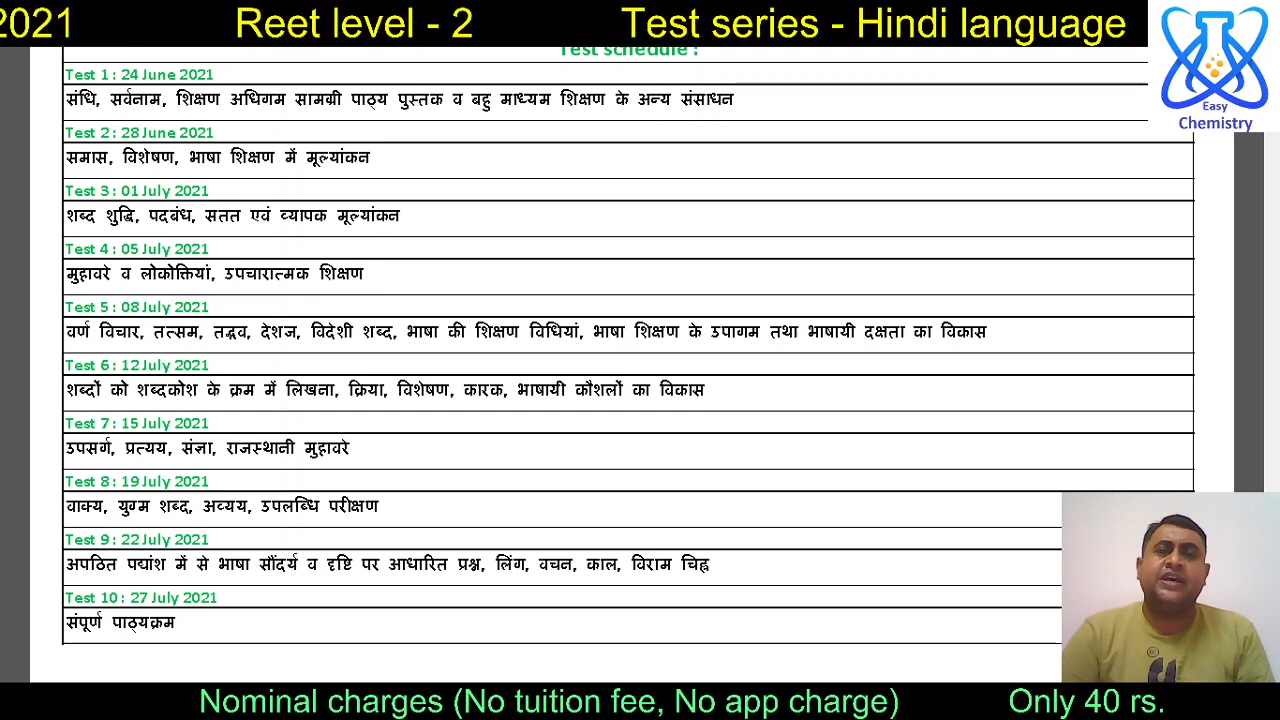 2021 Reet level - 2 Test series - Hindi language
Test schedule :
Test 1 : 24 June 2021
संधि, सर्वनाम, शिक्षण अधिगम सामग्री पाठ्य पुस्तक व बहु माध्यम शिक्षण के अन्य संसाधन
Test 2 : 28 June 2021
समास, विशेषण, भाषा शिक्षण में मूल्यांकन
Test 3 : 01 July 2021
शब्द शुद्धि, पदबंध, सतत एवं व्यापक मूल्यांकन
Test 4 : 05 July 2021
मुहावरे व लोकोक्तियां, उपचारात्मक शिक्षण
Test 5 : 08 July 2021
वर्ण विचार, तत्सम, तद्भव, देशज, विदेशी शब्द, भाषा की शिक्षण विधियां, भाषा शिक्षण के उपागम तथा भाषायी दक्षता का विकास
Test 6 : 12 July 2021
शब्दों को शब्दकोश के क्रम में लिखना, क्रिया, विशेषण, कारक, भाषायी कौशलों का विकास
Test 7 : 15 July 2021
उपसर्ग, प्रत्यय, संज्ञा, राजस्थानी मुहावरे
Test 8 : 19 July 2021
वाक्य, युग्म शब्द, अव्यय, उपलब्धि परीक्षण
Test 9 : 22 July 2021
अपठित पद्यांश में से भाषा सौंदर्य व दृष्टि पर आधारित प्रश्न, लिंग, वचन, काल, विराम चिह्न
Test 10 : 27 July 2021
संपूर्ण पाठ्यक्रम
Easy
Chemistry
Nominal charges (No tuition fee, No app charge) Only 40 rs.